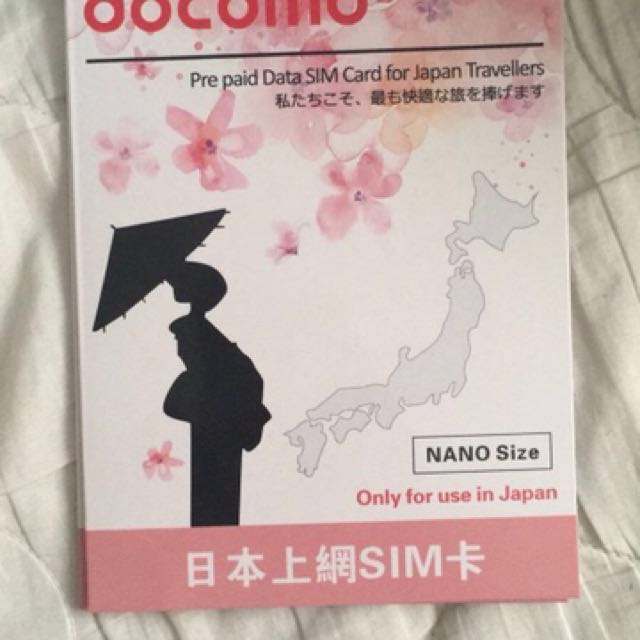 docomo
Pre paid Data SIM Card for Japan Travellers
私たちこそ、最も快適な旅を捧げます
NANO Size
Only for use in Japan
日本上網SIM卡